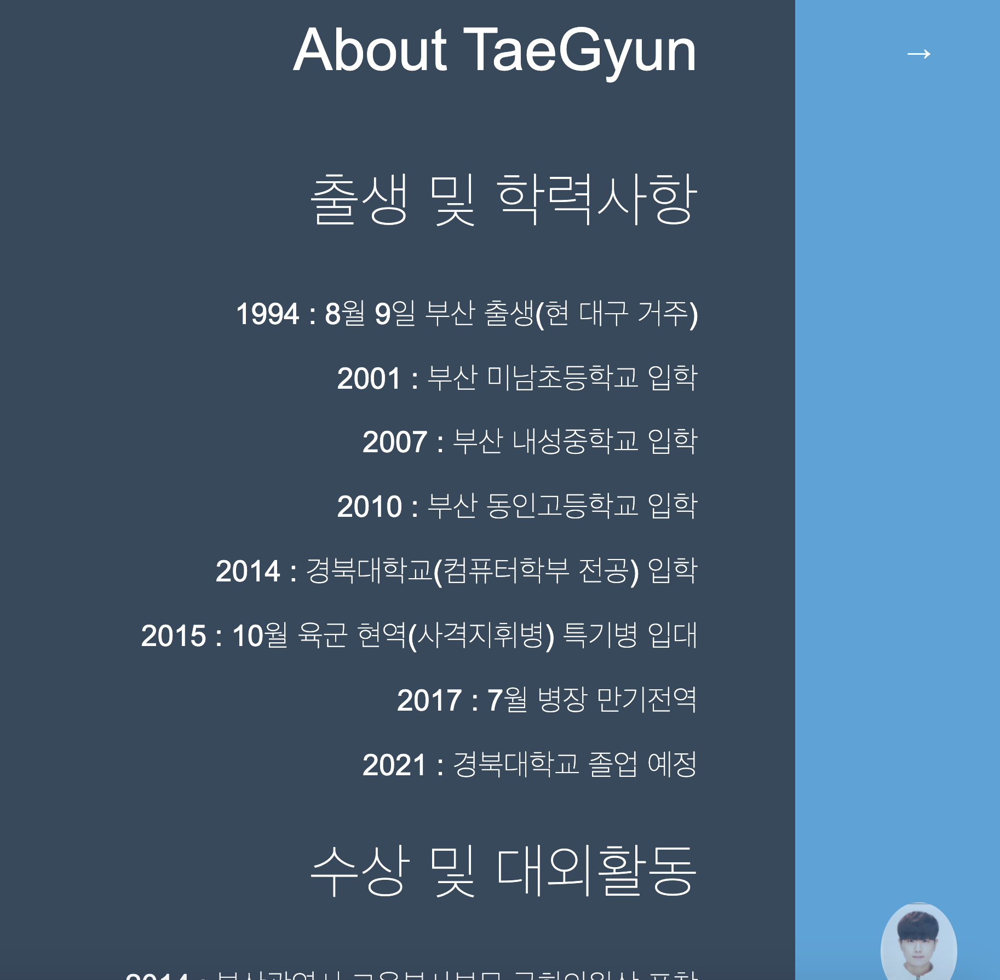 About TaeGyun
→
출생 및 학력사항
1994 : 8월 9일 부산 출생(현 대구 거주)
2001 : 부산 미남초등학교 입학
2007 : 부산 내성중학교 입학
2010 : 부산 동인고등학교 입학
2014 : 경북대학교(컴퓨터학부 전공) 입학
2015 : 10월 육군 현역(사격지휘병) 특기병 입대
2017 : 7월 병장 만기전역
2021 : 경북대학교 졸업 예정
수상 및 대외활동
2014 : 부산광역시